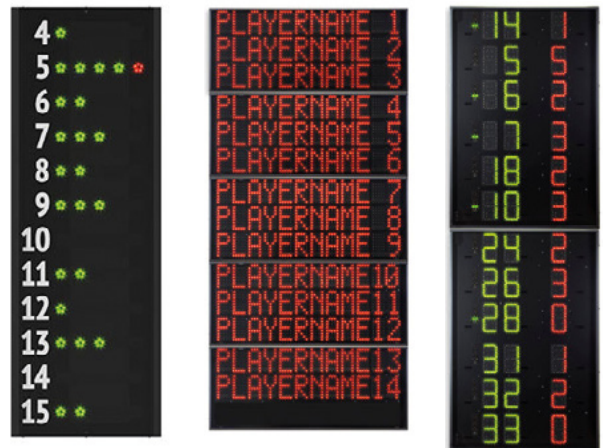 4
5
6
7
8
9
10
11
12
13
14
15
PLAYERNAME 1
PLAYERNAME 2
PLAYERNAME 3
PLAYERNAME 4
PLAYERNAME 5
PLAYERNAME 6
PLAYERNAME 7
PLAYERNAME 8
PLAYERNAME 9
PLAYERNAME10
PLAYERNAME11
PLAYERNAME12
PLAYERNAME13
PLAYERNAME14
14 1
5 5
6 2
7 3
18 2
10 3
24 2
26 3
28 0
31 1
32 2
33 0